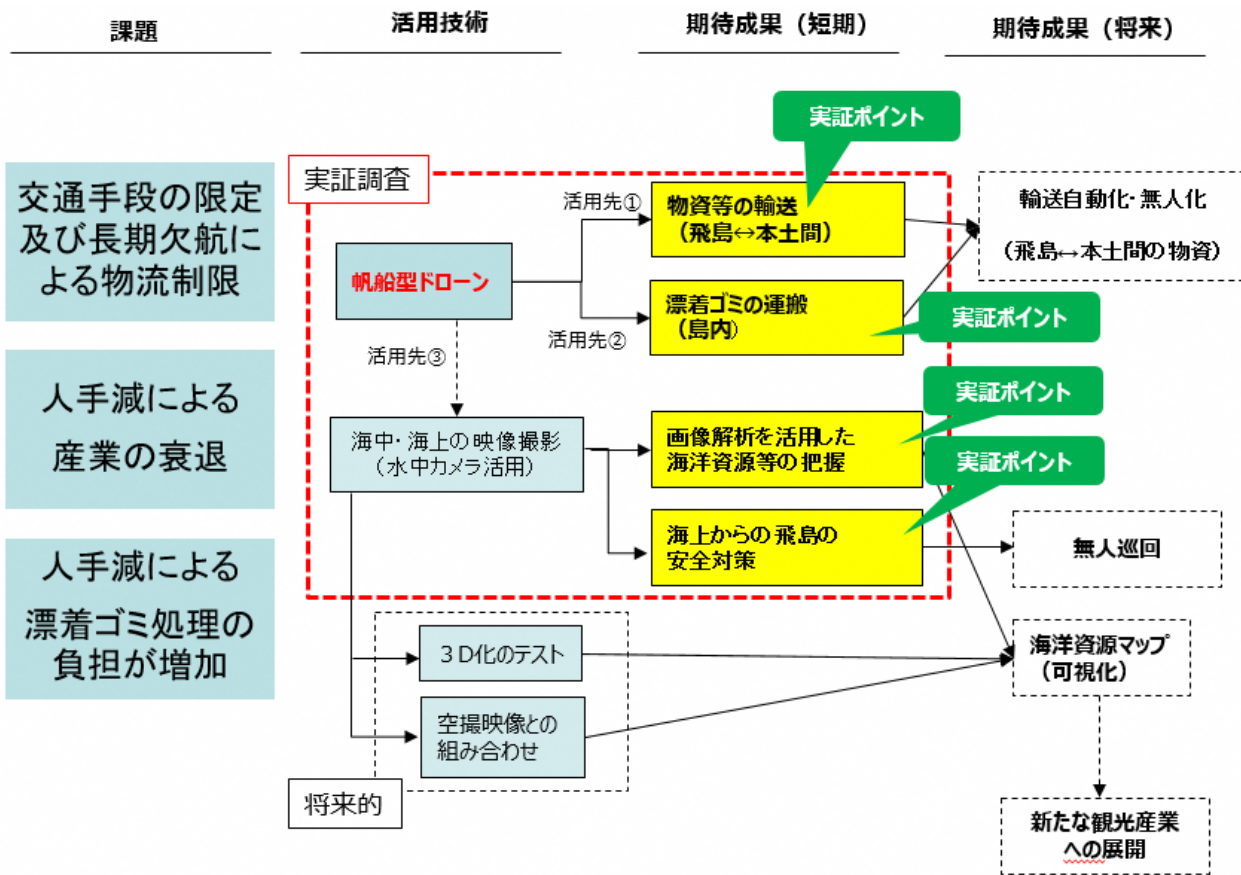 課題
活用技術
期待成果（短期）
期待成果（将来）
交通手段の限定
及び長期欠航に
よる物流制限
人手減による
産業の衰退
人手減による
漂着ゴミ処理の
負担が増加
実証調査
帆船型ドローン
活用先①
活用先②
活用先③
海中・海上の映像撮影
（水中カメラ活用）
実証ポイント
物資等の輸送
（飛島↔本土間）
漂着ゴミの運搬
（島内）
実証ポイント
実証ポイント
画像解析を活用した
海洋資源等の把握
実証ポイント
海上からの飛島の
安全対策
輸送自動化・無人化
（飛島↔本土間の物資）
無人巡回
３D化のテスト
空撮映像との
組み合わせ
将来的
海洋資源マップ
（可視化）
新たな観光産業
への展開